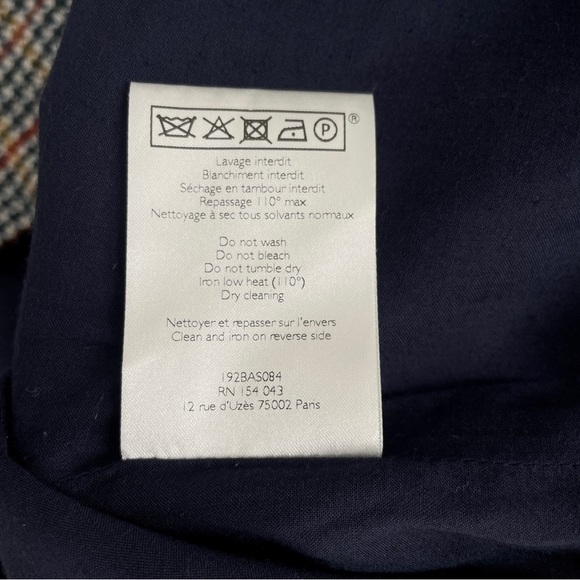 P ®
Lavage interdit
Blanchiment interdit
Séchage en tambour interdit
Repassage 110° max
Nettoyage à sec tous solvants normaux
Do not wash
Do not bleach
Do not tumble dry
Iron low heat (110°)
Dry cleaning
Nettoyer et repasser sur l'envers
Clean and iron on reverse side
192BAS084
RN 154 043
12 rue d'Uzès 75002 Paris